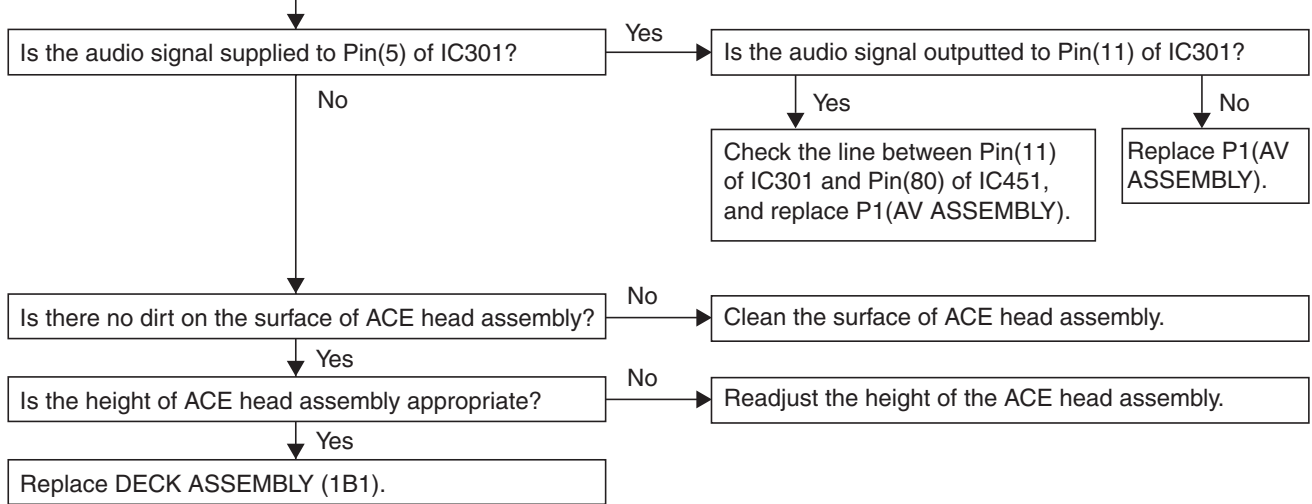 Is the audio signal supplied to Pin(5) of IC301?
Yes
Is the audio signal outputted to Pin(11) of IC301?
No
Yes
No
Check the line between Pin(11)
of IC301 and Pin(80) of IC451,
and replace P1(AV ASSEMBLY).
Replace P1(AV
ASSEMBLY).
Is there no dirt on the surface of ACE head assembly?
No
Clean the surface of ACE head assembly.
Yes
Is the height of ACE head assembly appropriate?
No
Readjust the height of the ACE head assembly.
Yes
Replace DECK ASSEMBLY (1B1).